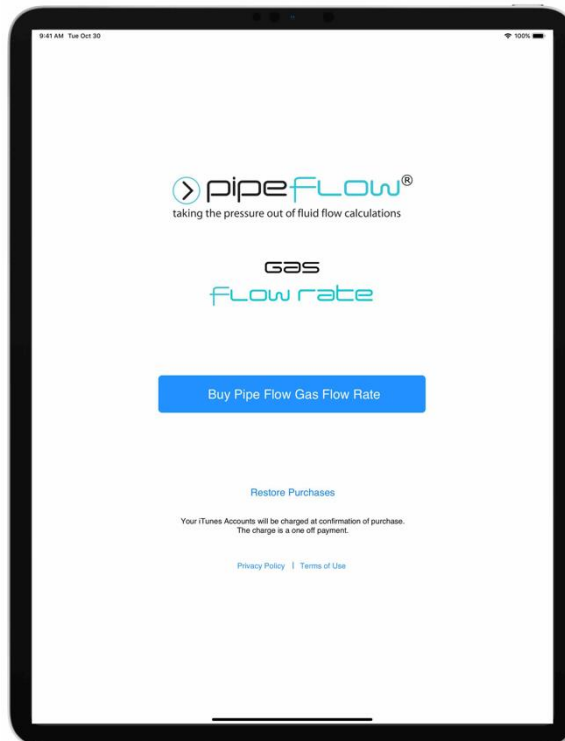 9:41 AM Tue Oct 30
100%
pipeflow®
taking the pressure out of fluid flow calculations
Gas
flow rate
Buy Pipe Flow Gas Flow Rate
Restore Purchases
Your iTunes Accounts will be charged at confirmation of purchase.
The charge is a one off payment.
Privacy Policy | Terms of Use